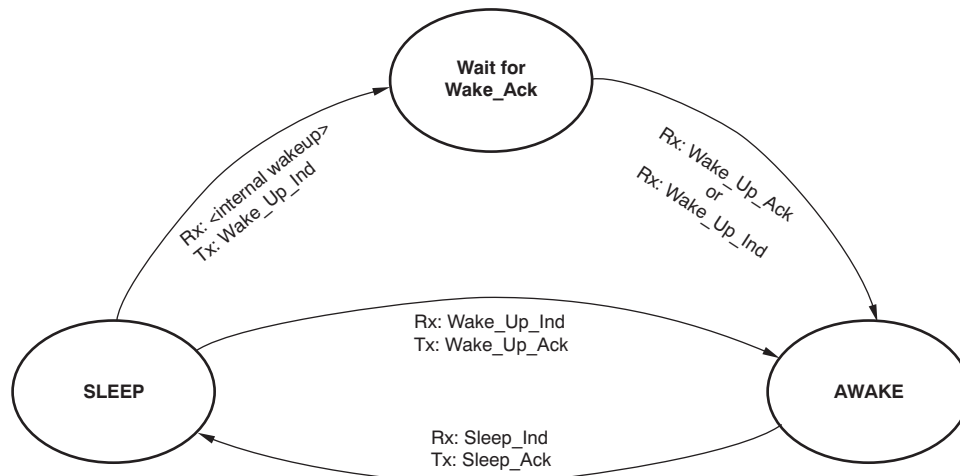 Wait for
Wake_Ack
Rx: <internal wakeup>
Tx: Wake_Up_Ind
Rx: Wake_Up_Ack
or
Rx: Wake_Up_Ind
Rx: Wake_Up_Ind
Tx: Wake_Up_Ack
SLEEP
AWAKE
Rx: Sleep_Ind
Tx: Sleep_Ack